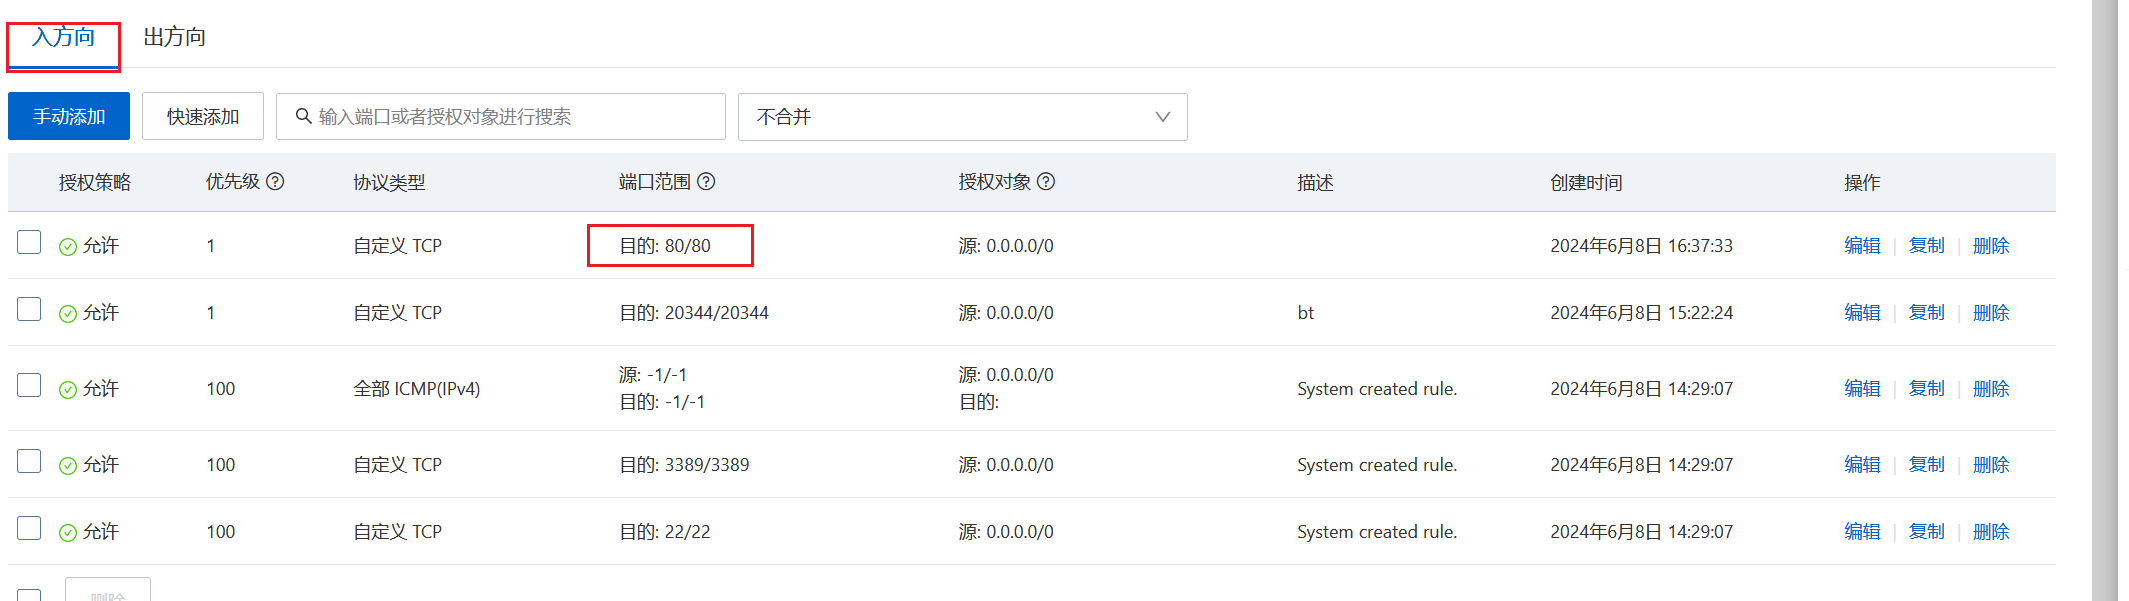 入方向 出方向
手动添加 快速添加 输入端口或者授权对象进行搜索 不合并
授权策略 优先级 协议类型 端口范围 授权对象 描述 创建时间 操作
允许 1 自定义 TCP 目的: 80/80 源: 0.0.0.0/0 2024年6月8日 16:37:33 编辑 | 复制 | 删除
允许 1 自定义 TCP 目的: 20344/20344 源: 0.0.0.0/0 bt 2024年6月8日 15:22:24 编辑 | 复制 | 删除
源: -1/-1 源: 0.0.0.0/0
允许 100 全部 ICMP(IPv4) System created rule. 2024年6月8日 14:29:07 编辑 | 复制 | 删除
目的: -1/-1 目的:
允许 100 自定义 TCP 目的: 3389/3389 源: 0.0.0.0/0 System created rule. 2024年6月8日 14:29:07 编辑 | 复制 | 删除
允许 100 自定义 TCP 目的: 22/22 源: 0.0.0.0/0 System created rule. 2024年6月8日 14:29:07 编辑 | 复制 | 删除
删除